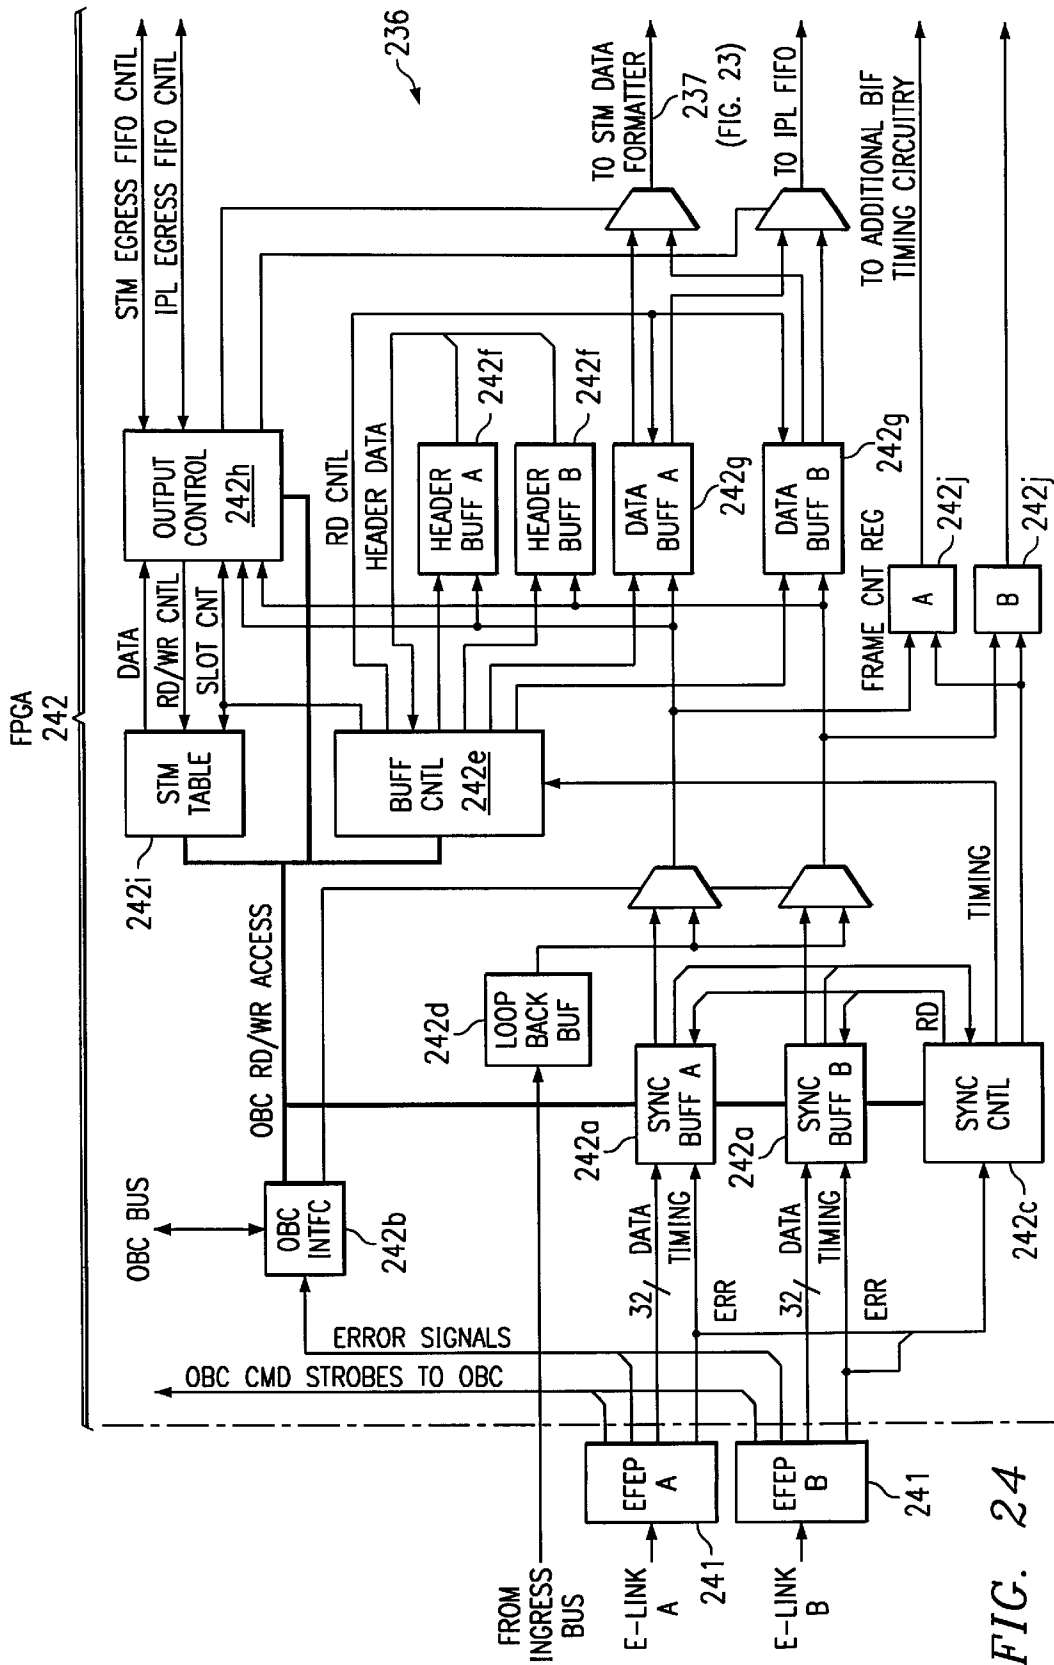 FPGA
242
236
STM EGRESS FIFO CNTL
IPL EGRESS FIFO CNTL
TO STM DATA
FORMATTER
237
(FIG. 23)
TO IPL FIFO
TO ADDITIONAL BIF
TIMING CIRCUITRY
OUTPUT
CONTROL
242h
DATA
RD/WR CNTL
SLOT CNT
STM
TABLE
242i
RD CNTL
HEADER DATA
HEADER
BUFF A
242f
HEADER
BUFF B
242f
DATA
BUFF A
242g
DATA
BUFF B
242g
FRAME CNT REG
A
242j
B
242j
BUFF
CNTL
242e
OBC RD/WR ACCESS
TIMING
LOOP
BACK
BUF
242d
SYNC
BUFF A
242a
SYNC
BUFF B
242a
RD
SYNC
CNTL
242c
OBC BUS
OBC
INTFC
242b
ERROR SIGNALS
OBC CMD STROBES TO OBC
32
DATA
TIMING
ERR
32
DATA
TIMING
ERR
FROM
INGRESS
BUS
EFEP
A
241
EFEP
B
241
E-LINK
A
E-LINK
B
FIG. 24